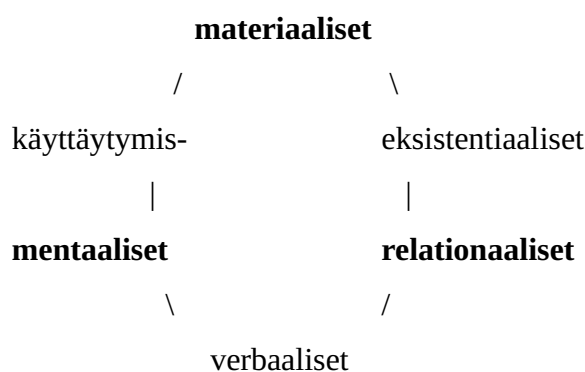 materiaaliset
/ \
käyttäytymis- eksistentiaaliset
| |
mentaaliset relationaaliset
\ /
verbaaliset